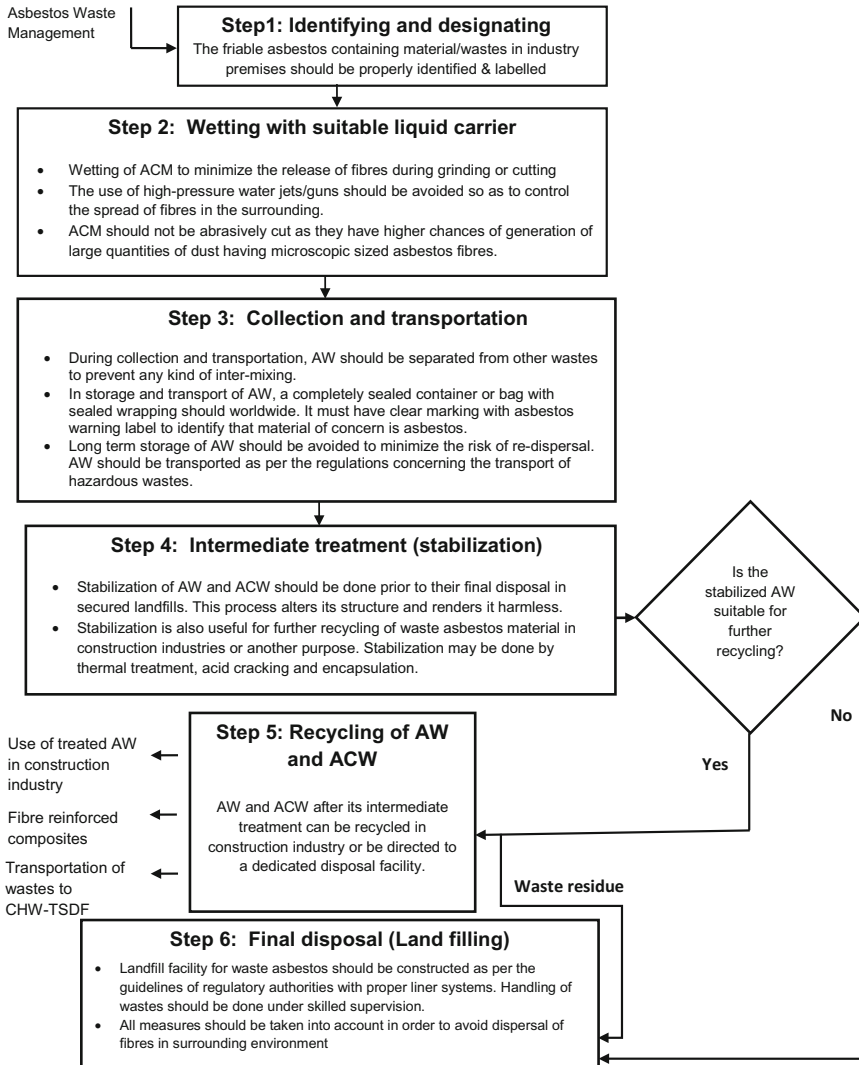 Asbestos Waste
Management
Step1: Identifying and designating
The friable asbestos containing material/wastes in industry
premises should be properly identified & labelled
Step 2: Wetting with suitable liquid carrier
• Wetting of ACM to minimize the release of fibres during grinding or cutting
• The use of high-pressure water jets/guns should be avoided so as to control
the spread of fibres in the surrounding.
• ACM should not be abrasively cut as they have higher chances of generation of
large quantities of dust having microscopic sized asbestos fibres.
Step 3: Collection and transportation
• During collection and transportation, AW should be separated from other wastes
to prevent any kind of inter-mixing.
• In storage and transport of AW, a completely sealed container or bag with
sealed wrapping should worldwide. It must have clear marking with asbestos
warning label to identify that material of concern is asbestos.
• Long term storage of AW should be avoided to minimize the risk of re-dispersal.
AW should be transported as per the regulations concerning the transport of
hazardous wastes.
Step 4: Intermediate treatment (stabilization)
• Stabilization of AW and ACW should be done prior to their final disposal in
secured landfills. This process alters its structure and renders it harmless.
• Stabilization is also useful for further recycling of waste asbestos material in
construction industries or another purpose. Stabilization may be done by
thermal treatment, acid cracking and encapsulation.
Is the
stabilized AW
suitable for
further
recycling?
No
Yes
Step 5: Recycling of AW
and ACW
AW and ACW after its intermediate
treatment can be recycled in
construction industry or be directed to
a dedicated disposal facility.
Use of treated AW
in construction
industry
Fibre reinforced
composites
Transportation of
wastes to
CHW-TSDF
Waste residue
Step 6: Final disposal (Land filling)
• Landfill facility for waste asbestos should be constructed as per the
guidelines of regulatory authorities with proper liner systems. Handling of
wastes should be done under skilled supervision.
• All measures should be taken into account in order to avoid dispersal of
fibres in surrounding environment